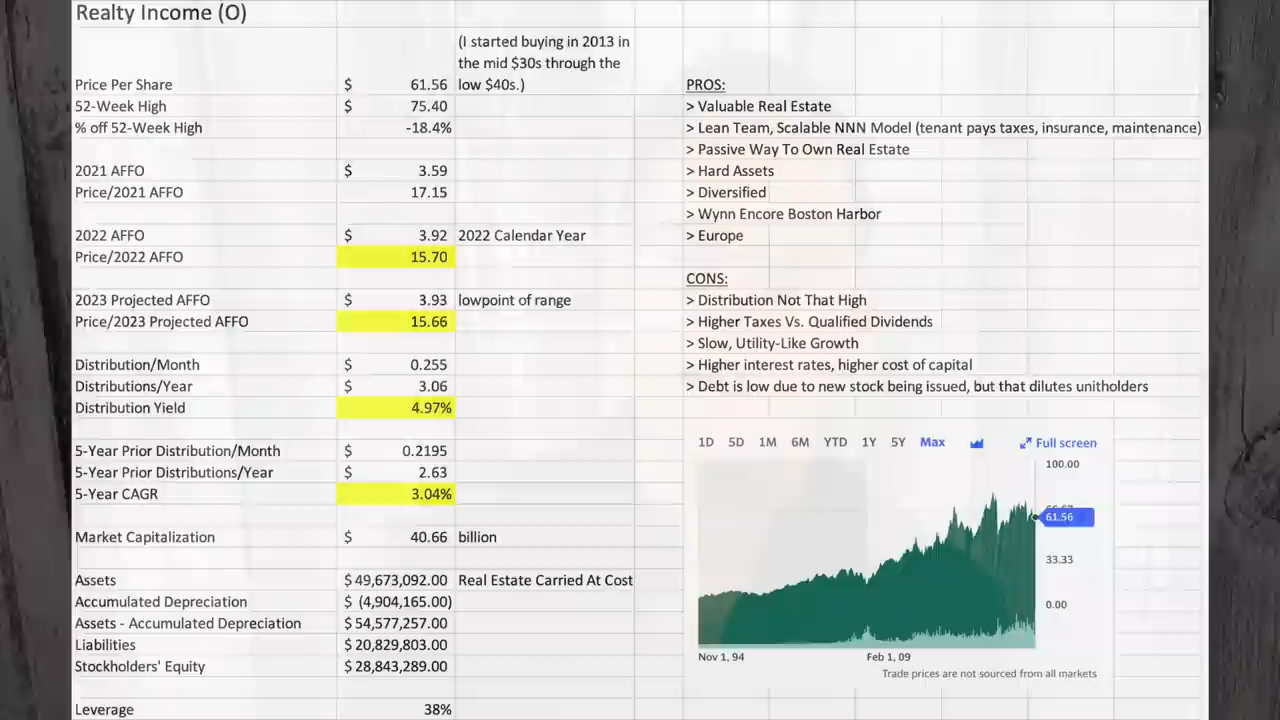 Realty Income (O)
(I started buying in 2013 in
the mid $30s through the
Price Per Share $ 61.56 low $40s.)
52-Week High $ 75.40
% off 52-Week High -18.4%
2021 AFFO $ 3.59
Price/2021 AFFO 17.15
2022 AFFO $ 3.92 2022 Calendar Year
Price/2022 AFFO 15.70
2023 Projected AFFO $ 3.93 lowpoint of range
Price/2023 Projected AFFO 15.66
Distribution/Month $ 0.255
Distributions/Year $ 3.06
Distribution Yield 4.97%
5-Year Prior Distribution/Month $ 0.2195
5-Year Prior Distributions/Year $ 2.63
5-Year CAGR 3.04%
Market Capitalization $ 40.66 billion
Assets $ 49,673,092.00 Real Estate Carried At Cost
Accumulated Depreciation $ (4,904,165.00)
Assets - Accumulated Depreciation $ 54,577,257.00
Liabilities $ 20,829,803.00
Stockholders' Equity $ 28,843,289.00
Leverage 38%
PROS:
> Valuable Real Estate
> Lean Team, Scalable NNN Model (tenant pays taxes, insurance, maintenance)
> Passive Way To Own Real Estate
> Hard Assets
> Diversified
> Wynn Encore Boston Harbor
> Europe
CONS:
> Distribution Not That High
> Higher Taxes Vs. Qualified Dividends
> Slow, Utility-Like Growth
> Higher interest rates, higher cost of capital
> Debt is low due to new stock being issued, but that dilutes unitholders
1D 5D 1M 6M YTD 1Y 5Y Max Full screen
100.00
61.56
33.33
0.00
Nov 1, 94 Feb 1, 09
Trade prices are not sourced from all markets